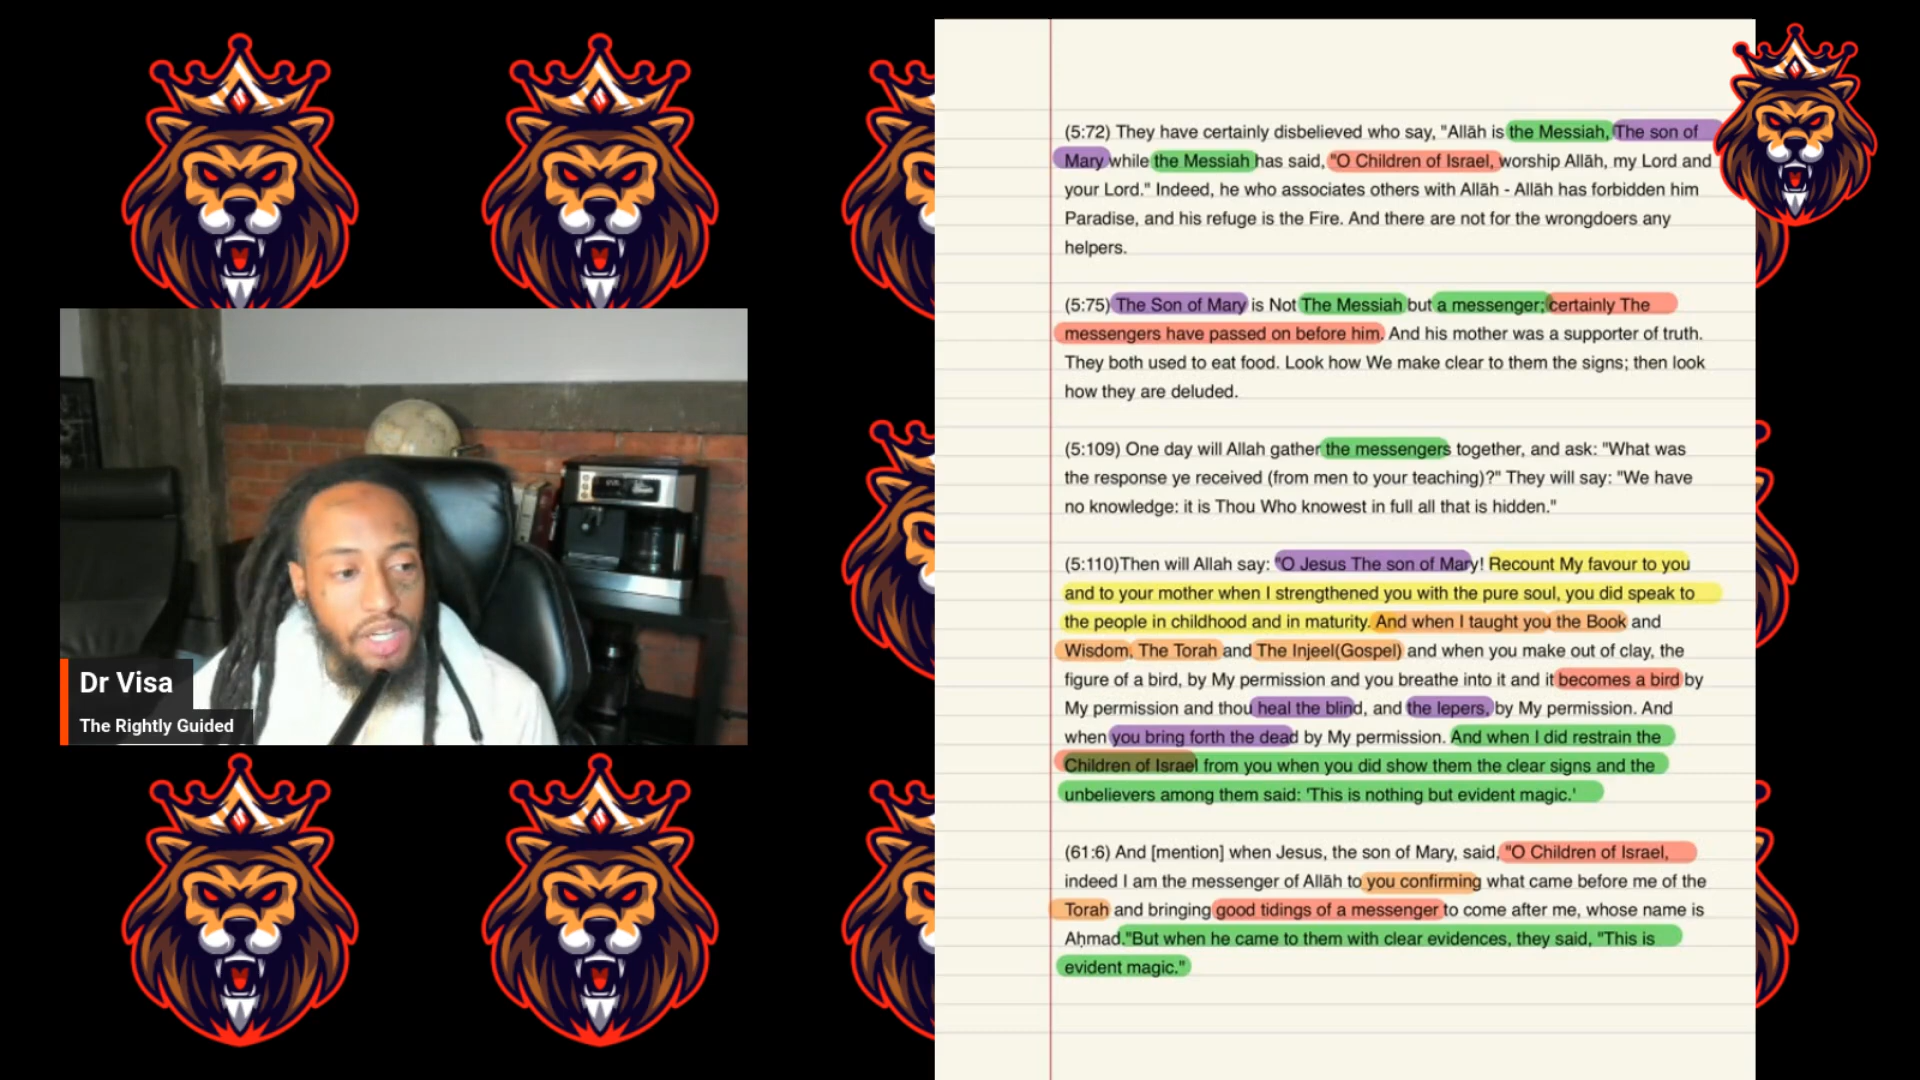 (5:72) They have certainly disbelieved who say, "Allāh is the Messiah, The son of
Mary while the Messiah has said, "O Children of Israel, worship Allāh, my Lord and
your Lord." Indeed, he who associates others with Allāh - Allāh has forbidden him
Paradise, and his refuge is the Fire. And there are not for the wrongdoers any
helpers.
(5:75) The Son of Mary is Not The Messiah but a messenger; certainly The
messengers have passed on before him. And his mother was a supporter of truth.
They both used to eat food. Look how We make clear to them the signs; then look
how they are deluded.
(5:109) One day will Allah gather the messengers together, and ask: "What was
the response ye received (from men to your teaching)?" They will say: "We have
no knowledge: it is Thou Who knowest in full all that is hidden."
(5:110)Then will Allah say: "O Jesus The son of Mary! Recount My favour to you
and to your mother when I strengthened you with the pure soul, you did speak to
the people in childhood and in maturity. And when I taught you the Book and
Wisdom, The Torah and The Injeel(Gospel) and when you make out of clay, the
figure of a bird, by My permission and you breathe into it and it becomes a bird by
My permission and thou heal the blind, and the lepers, by My permission. And
when you bring forth the dead by My permission. And when I did restrain the
Children of Israel from you when you did show them the clear signs and the
unbelievers among them said: 'This is nothing but evident magic.'
(61:6) And [mention] when Jesus, the son of Mary, said, "O Children of Israel,
indeed I am the messenger of Allāh to you confirming what came before me of the
Torah and bringing good tidings of a messenger to come after me, whose name is
Aḥmad."But when he came to them with clear evidences, they said, "This is
evident magic."
Dr Visa
The Rightly Guided